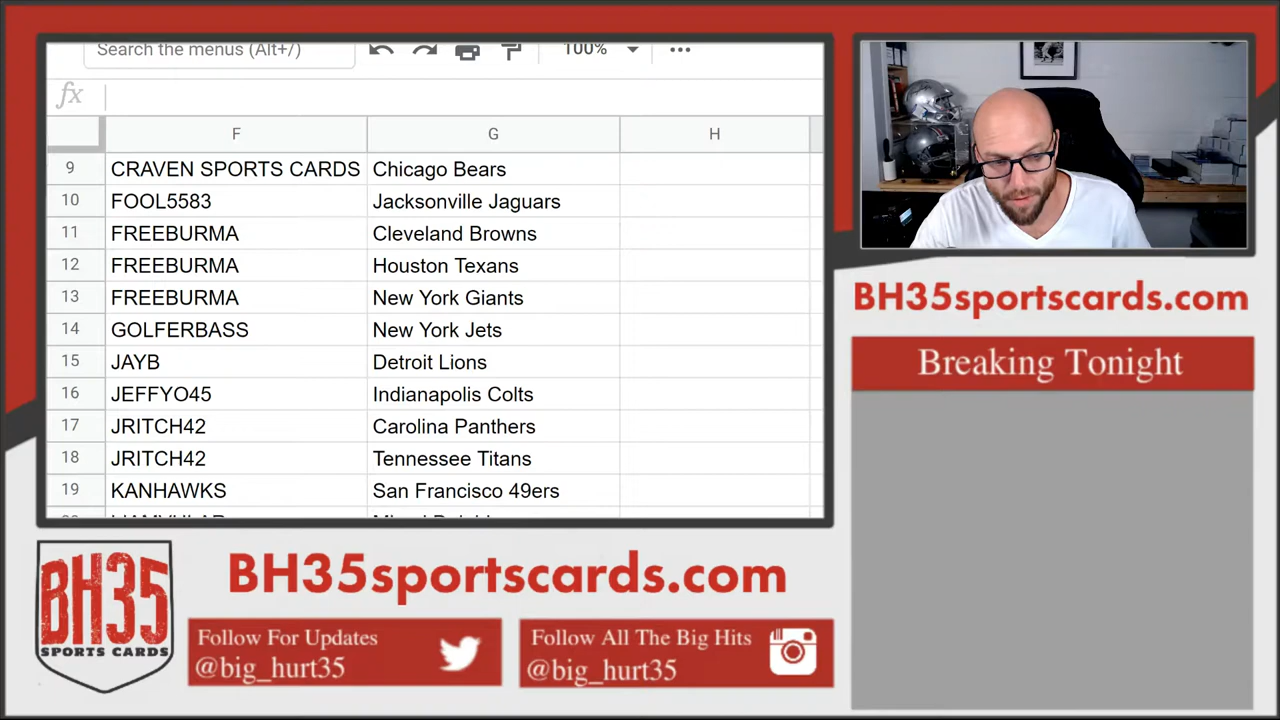 Search the menus (Alt+/)
100%
fx
F G H
9 CRAVEN SPORTS CARDS Chicago Bears
10 FOOL5583 Jacksonville Jaguars
11 FREEBURMA Cleveland Browns
12 FREEBURMA Houston Texans
13 FREEBURMA New York Giants
14 GOLFERBASS New York Jets
15 JAYB Detroit Lions
16 JEFFYO45 Indianapolis Colts
17 JRITCH42 Carolina Panthers
18 JRITCH42 Tennessee Titans
19 KANHAWKS San Francisco 49ers
BH35sportscards.com
Breaking Tonight
BH35
SPORTS CARDS
BH35sportscards.com
Follow For Updates
@big_hurt35
Follow All The Big Hits
@big_hurt35